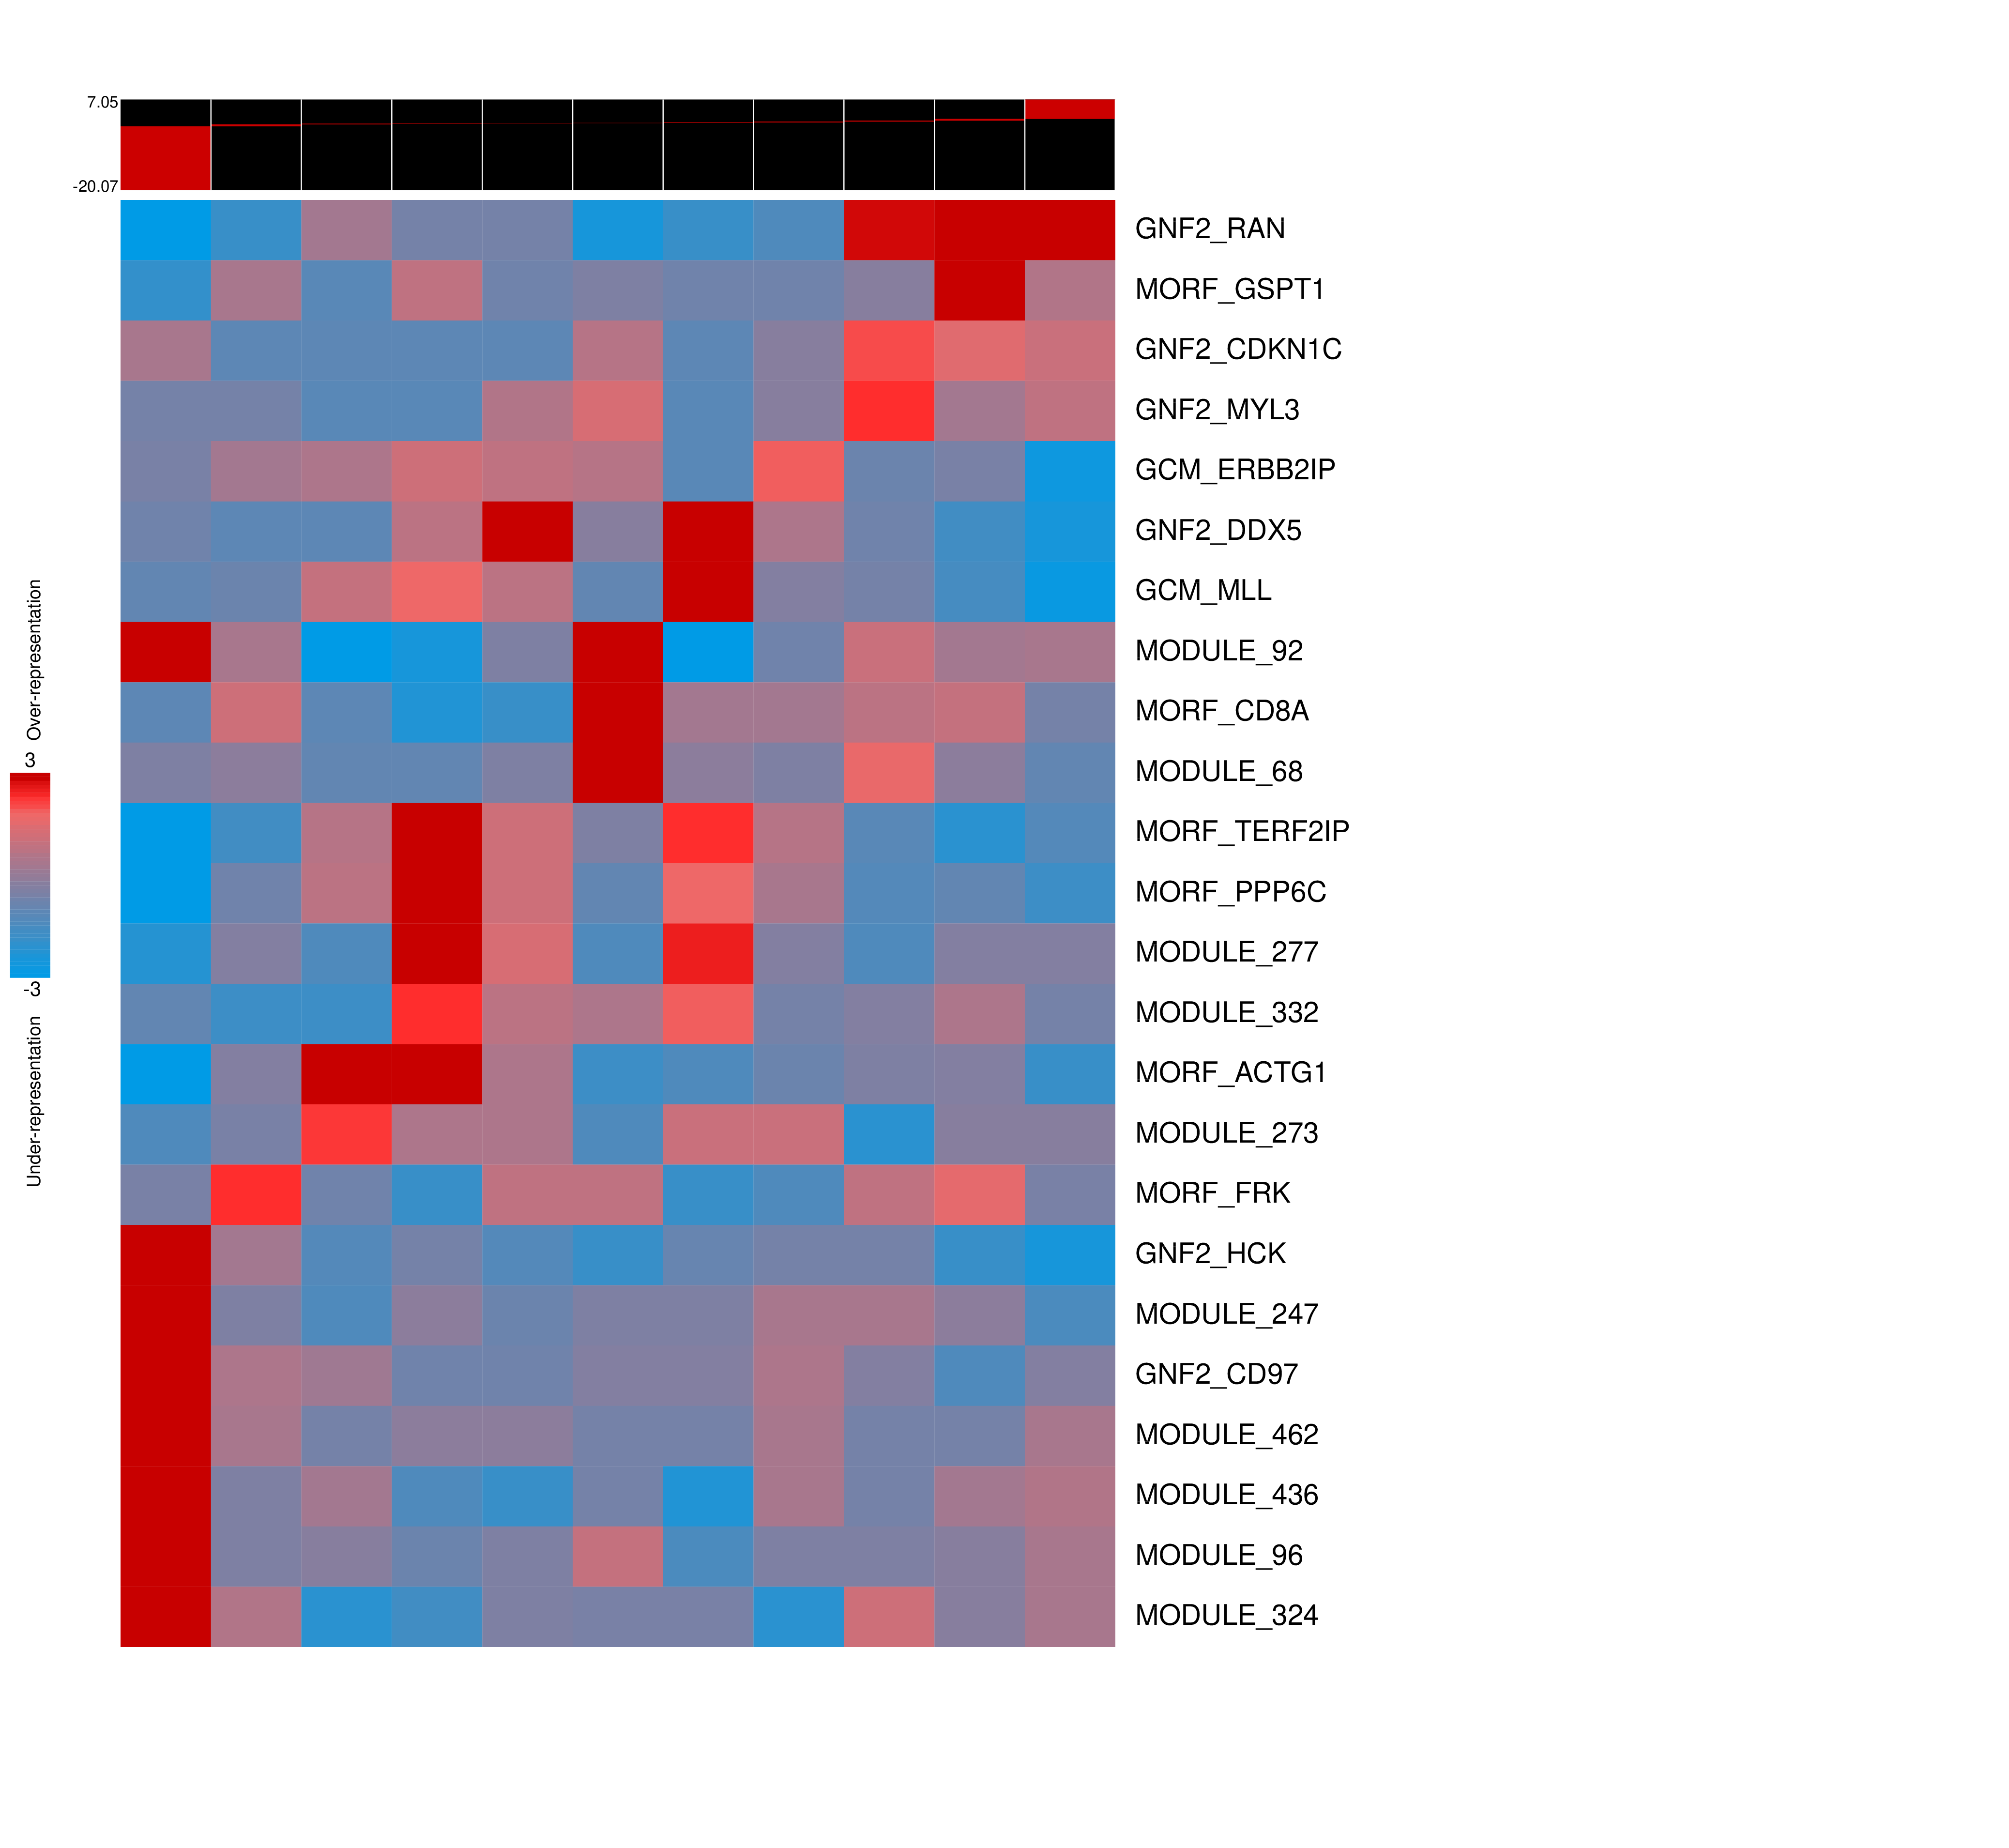 7.05
-20.07
GNF2_RAN
MORF_GSPT1
GNF2_CDKN1C
GNF2_MYL3
GCM_ERBB2IP
GNF2_DDX5
GCM_MLL
MODULE_92
MORF_CD8A
MODULE_68
MORF_TERF2IP
MORF_PPP6C
MODULE_277
MODULE_332
MORF_ACTG1
MODULE_273
MORF_FRK
GNF2_HCK
MODULE_247
GNF2_CD97
MODULE_462
MODULE_436
MODULE_96
MODULE_324
Over-representation
3
-3
Under-representation